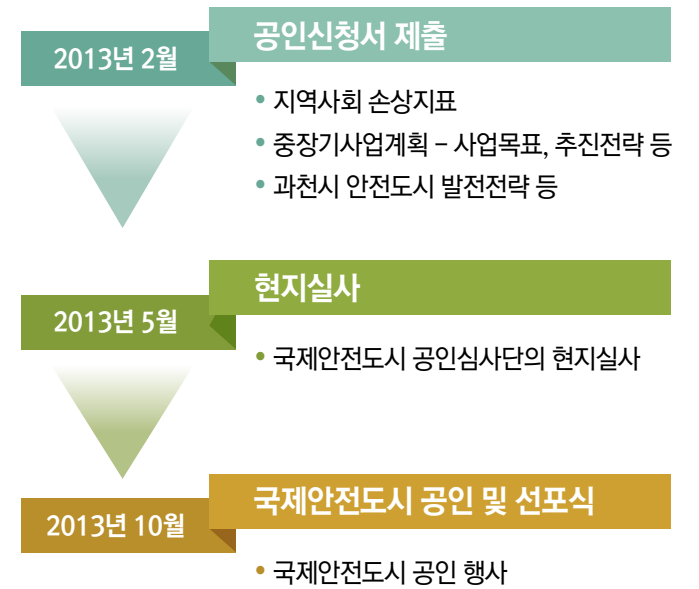 2013년 2월
공인신청서 제출
• 지역사회 손상지표
• 중장기사업계획 – 사업목표, 추진전략 등
• 과천시 안전도시 발전전략 등
2013년 5월
현지실사
• 국제안전도시 공인심사단의 현지실사
2013년 10월
국제안전도시 공인 및 선포식
• 국제안전도시 공인 행사